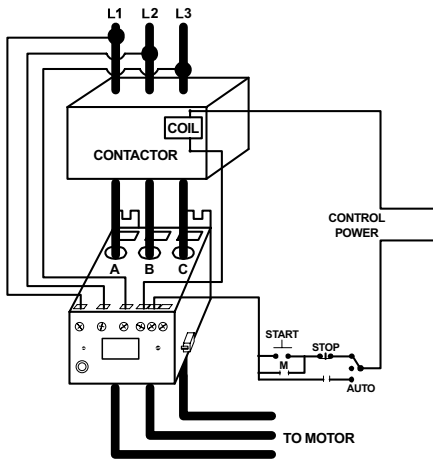 L1 L2 L3
COIL
CONTACTOR
CONTROL
POWER
A B C
START
STOP
M
AUTO
TO MOTOR